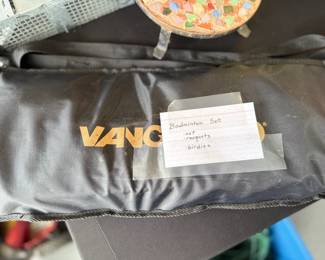 VANG
Badminton Set
net
racquets
birdies